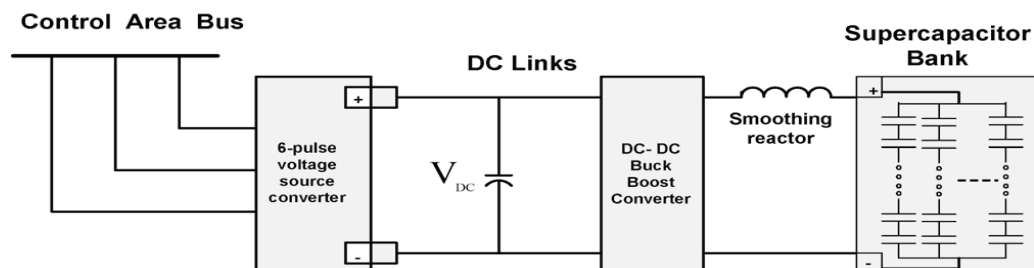 Control Area Bus
Supercapacitor
Bank
DC Links
+
+
Smoothing
reactor
6-pulse
voltage
source
converter
V DC
DC- DC
Buck
Boost
Converter
-
-